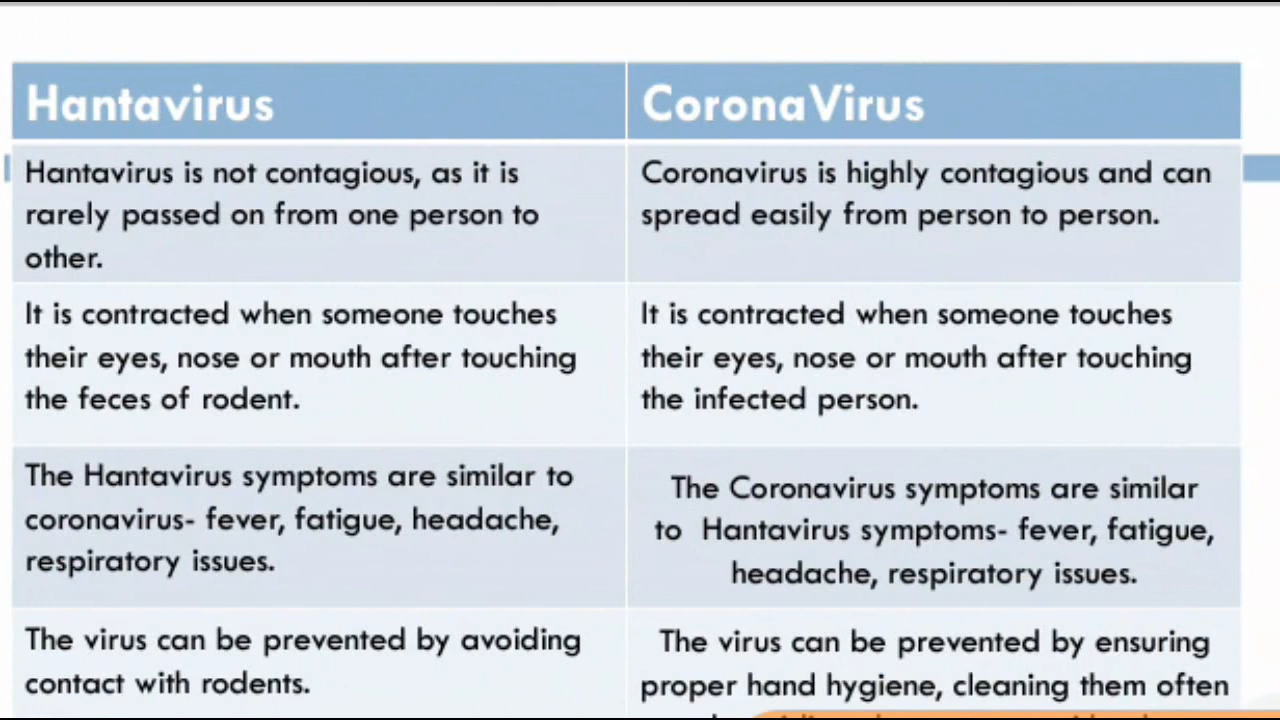 Hantavirus
CoronaVirus
Hantavirus is not contagious, as it is
rarely passed on from one person to
other.
Coronavirus is highly contagious and can
spread easily from person to person.
It is contracted when someone touches
their eyes, nose or mouth after touching
the feces of rodent.
It is contracted when someone touches
their eyes, nose or mouth after touching
the infected person.
The Hantavirus symptoms are similar to
coronavirus- fever, fatigue, headache,
respiratory issues.
The Coronavirus symptoms are similar
to Hantavirus symptoms- fever, fatigue,
headache, respiratory issues.
The virus can be prevented by avoiding
contact with rodents.
The virus can be prevented by ensuring
proper hand hygiene, cleaning them often